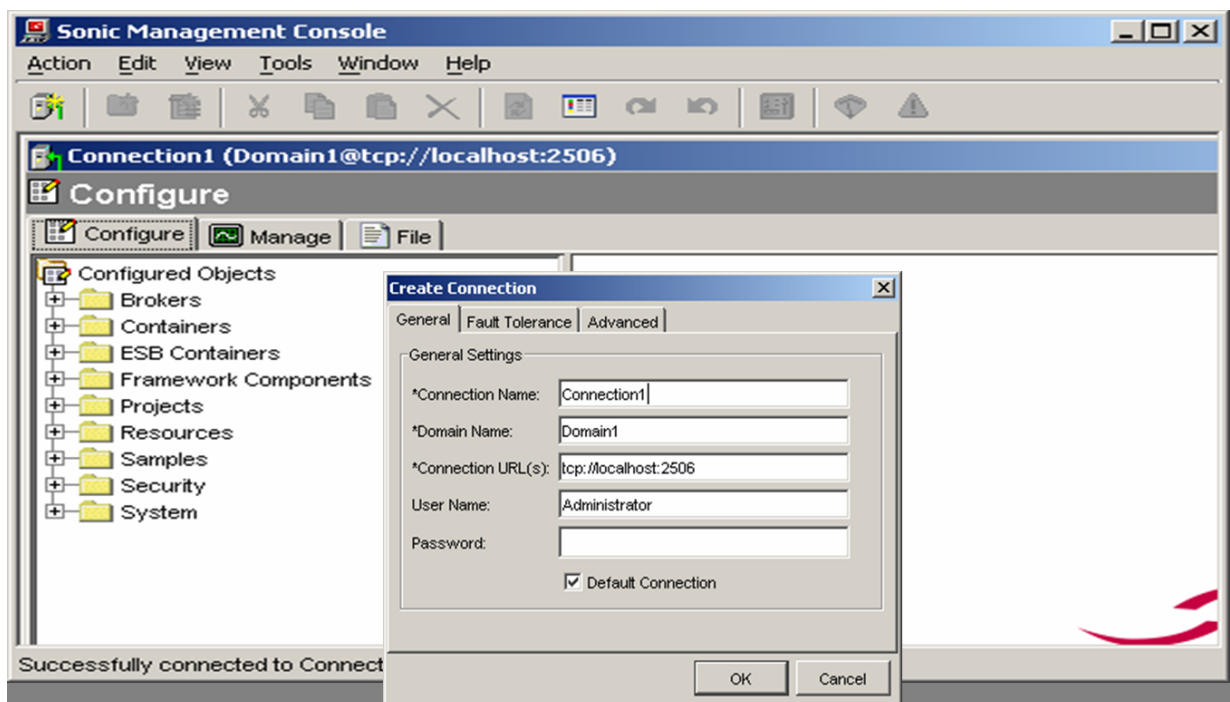 Sonic Management Console
Action Edit View Tools Window Help
Connection1 (Domain1@tcp://localhost:2506)
Configure
Configure Manage File
Configured Objects
Brokers
Containers
ESB Containers
Framework Components
Projects
Resources
Samples
Security
System
Create Connection
General Fault Tolerance Advanced
General Settings
*Connection Name: Connection1
*Domain Name: Domain1
*Connection URL(s): tcp://localhost:2506
User Name: Administrator
Password:
Default Connection
OK Cancel
Successfully connected to Connect